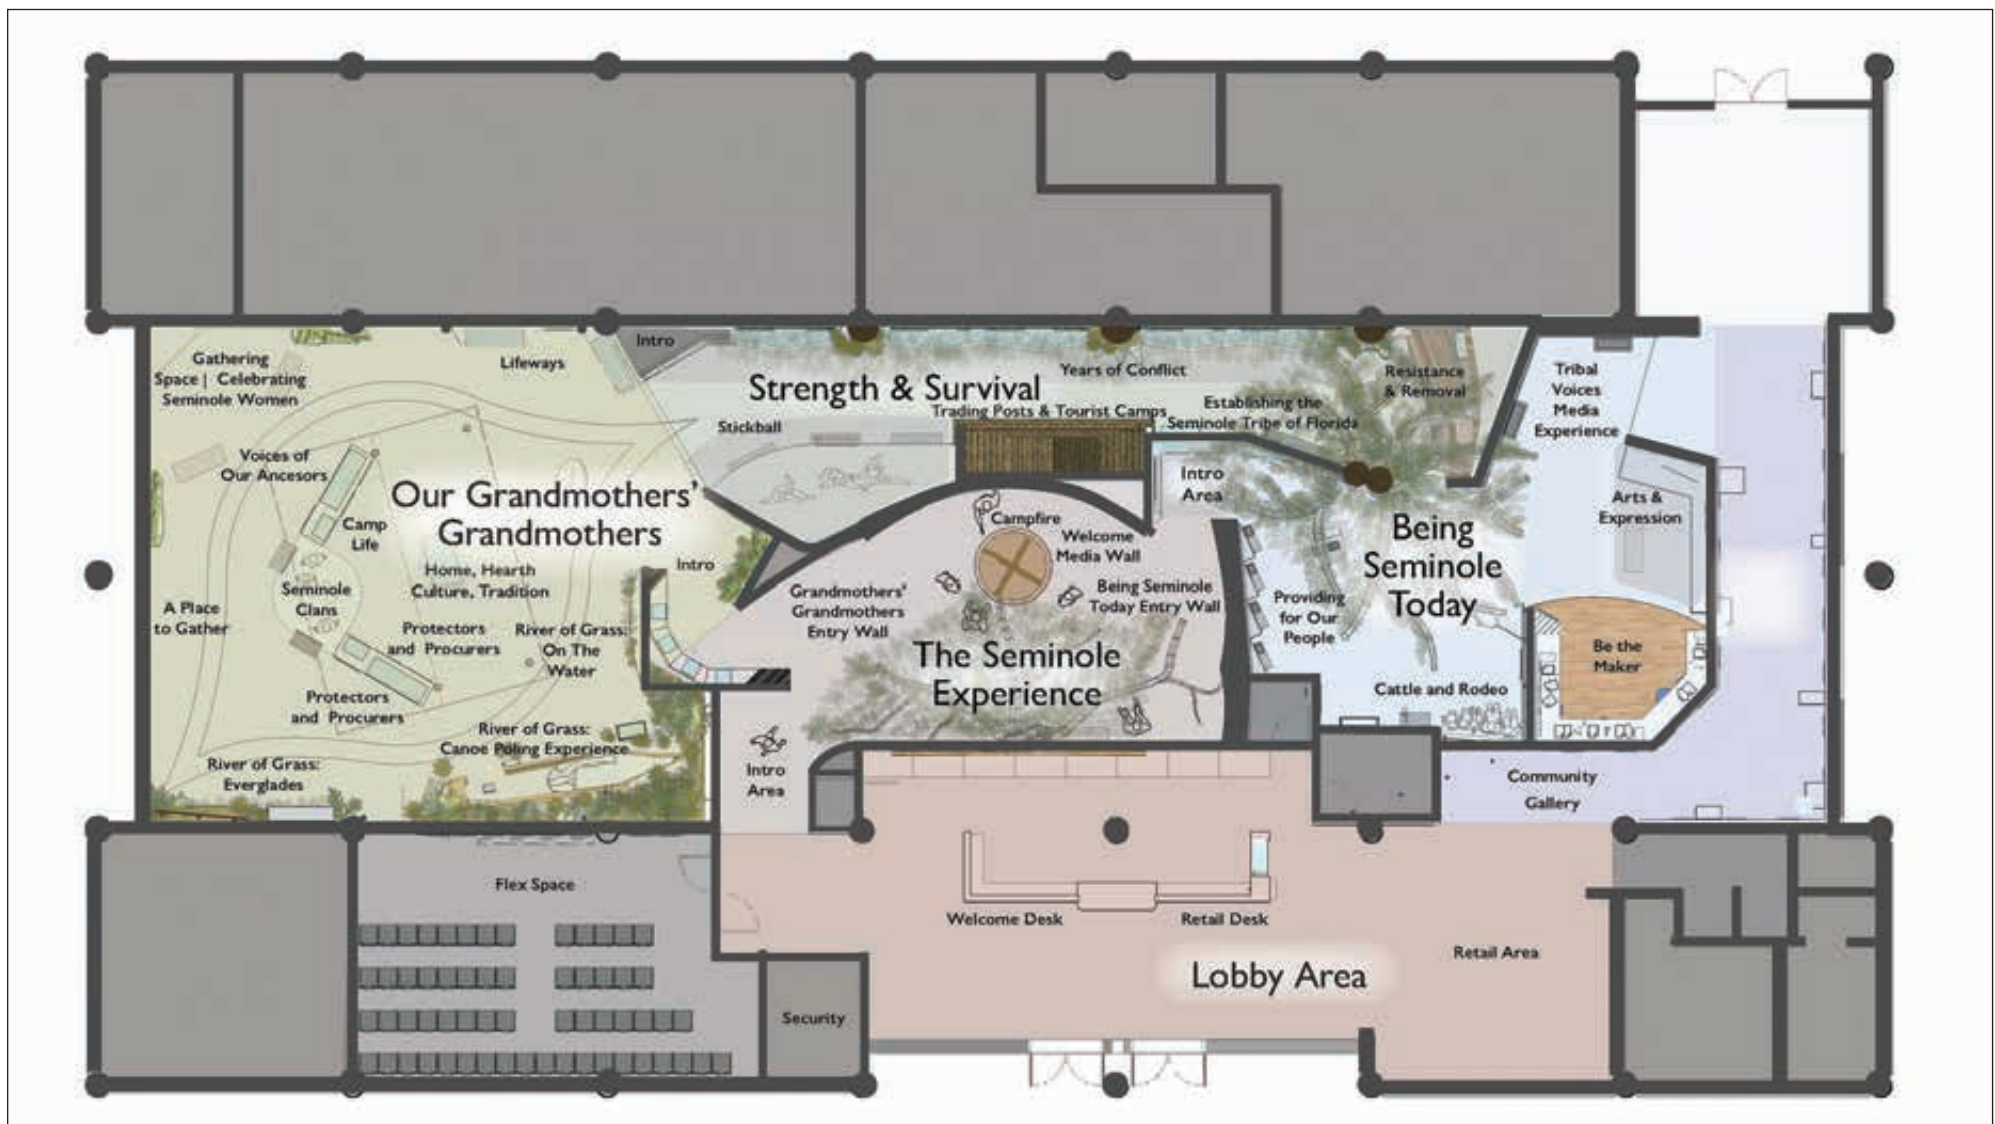 Intro
Gathering
Space | Celebrating
Seminole Women
Lifeways
Strength & Survival
Years of Conflict
Resistance
& Removal
Tribal
Voices
Media
Experience
Trading Posts & Tourist Camps
Establishing the
Seminole Tribe of Florida
Stickball
Voices of
Our Ancesors
Our Grandmothers'
Grandmothers
Intro
Area
Arts &
Expression
Camp
Life
Campfire
Welcome
Media Wall
Being
Seminole
Today
Home, Hearth
Culture, Tradition
Intro
Seminole
Clans
Grandmothers'
Grandmothers
Entry Wall
Being Seminole
Today Entry Wall
Providing
for Our
People
A Place
to Gather
Protectors
and Procurers
River of Grass:
On The
Water
The Seminole
Experience
Be the
Maker
Protectors
and Procurers
Cattle and Rodeo
River of Grass:
Canoe Poling Experience
River of Grass:
Everglades
Intro
Area
Community
Gallery
Flex Space
Welcome Desk
Retail Desk
Retail Area
Lobby Area
Security